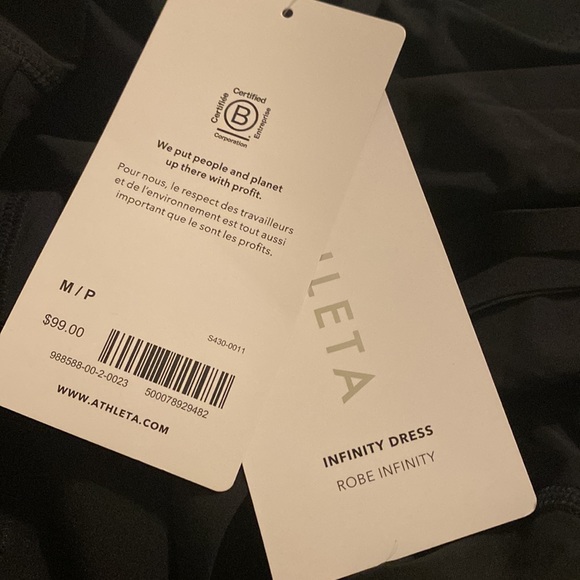 Certified
Certifiée
B
Entreprise
Corporation
We put people and planet
up there with profit.
Pour nous, le respect des travailleurs
et de l'environnement est tout aussi
important que le sont les profits.
M / P
$99.00
S430-0011
988588-00-2-0023 500078929482
WWW.ATHLETA.COM
LETA
INFINITY DRESS
ROBE INFINITY